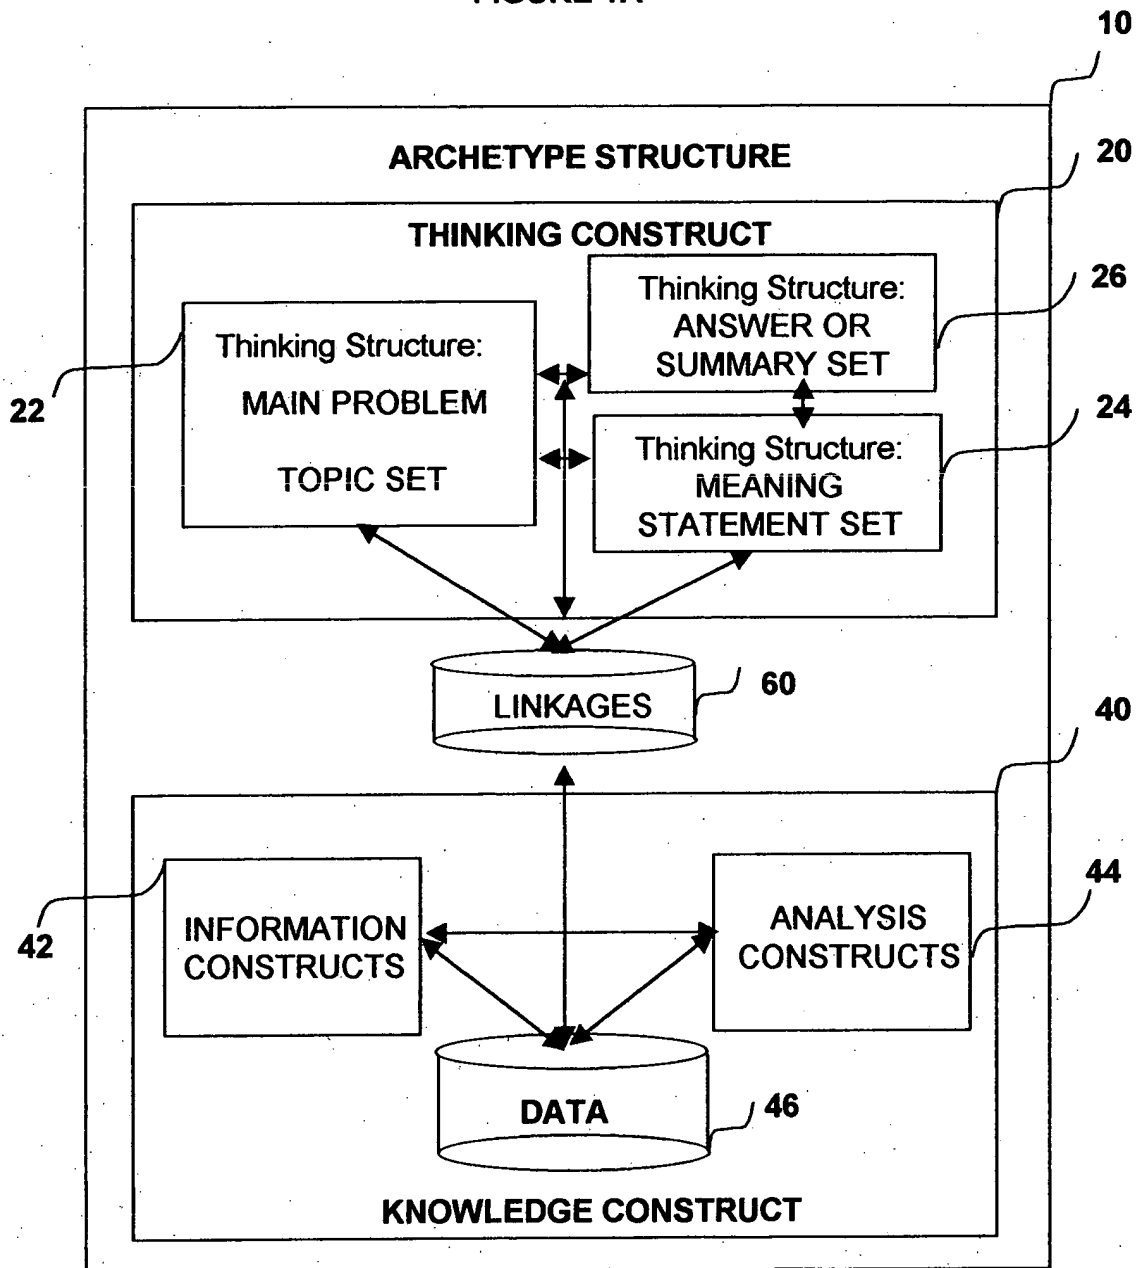 10
ARCHETYPE STRUCTURE
20
THINKING CONSTRUCT
Thinking Structure:
ANSWER OR
SUMMARY SET
26
Thinking Structure:
MAIN PROBLEM
TOPIC SET
22
Thinking Structure:
MEANING
STATEMENT SET
24
LINKAGES
60
40
INFORMATION
CONSTRUCTS
42
ANALYSIS
CONSTRUCTS
44
DATA
46
KNOWLEDGE CONSTRUCT